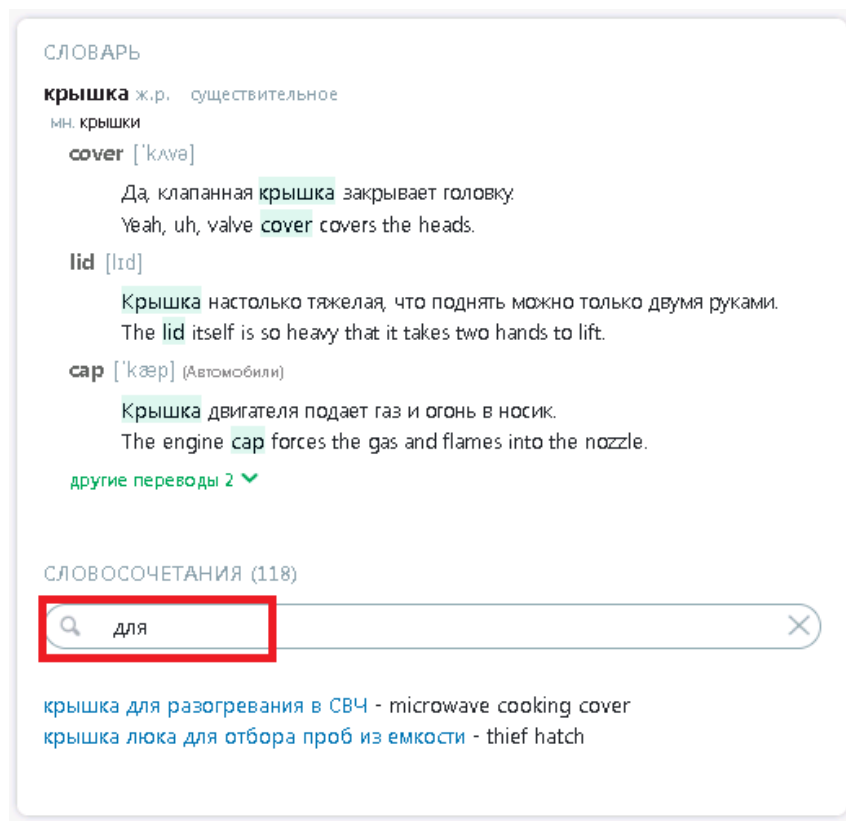 СЛОВАРЬ
крышка ж.р. существительное
мн. крышки
cover ['kʌvə]
Да, клапанная крышка закрывает головку.
Yeah, uh, valve cover covers the heads.
lid [lɪd]
Крышка настолько тяжелая, что поднять можно только двумя руками.
The lid itself is so heavy that it takes two hands to lift.
cap ['kæp] (Автомобили)
Крышка двигателя подает газ и огонь в носик.
The engine cap forces the gas and flames into the nozzle.
другие переводы 2
СЛОВОСОЧЕТАНИЯ (118)
для
крышка для разогревания в СВЧ - microwave cooking cover
крышка люка для отбора проб из емкости - thief hatch